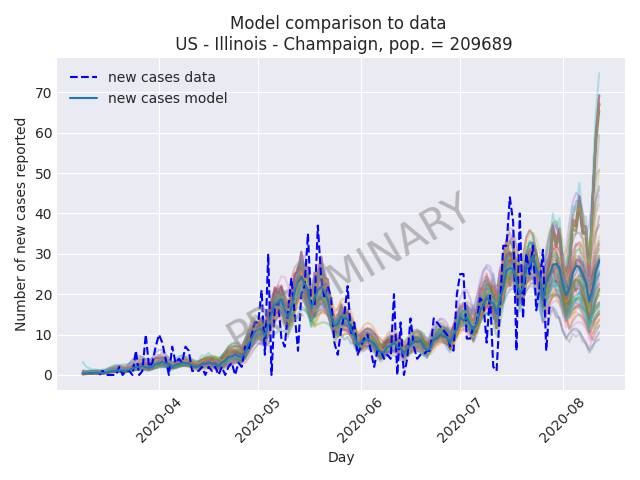 Model comparison to data
US - Illinois - Champaign, pop. = 209689
new cases data
new cases model
Number of new cases reported
70
60
50
40
30
20
10
0
PRELIMINARY
2020-04
2020-05
2020-06
2020-07
2020-08
Day